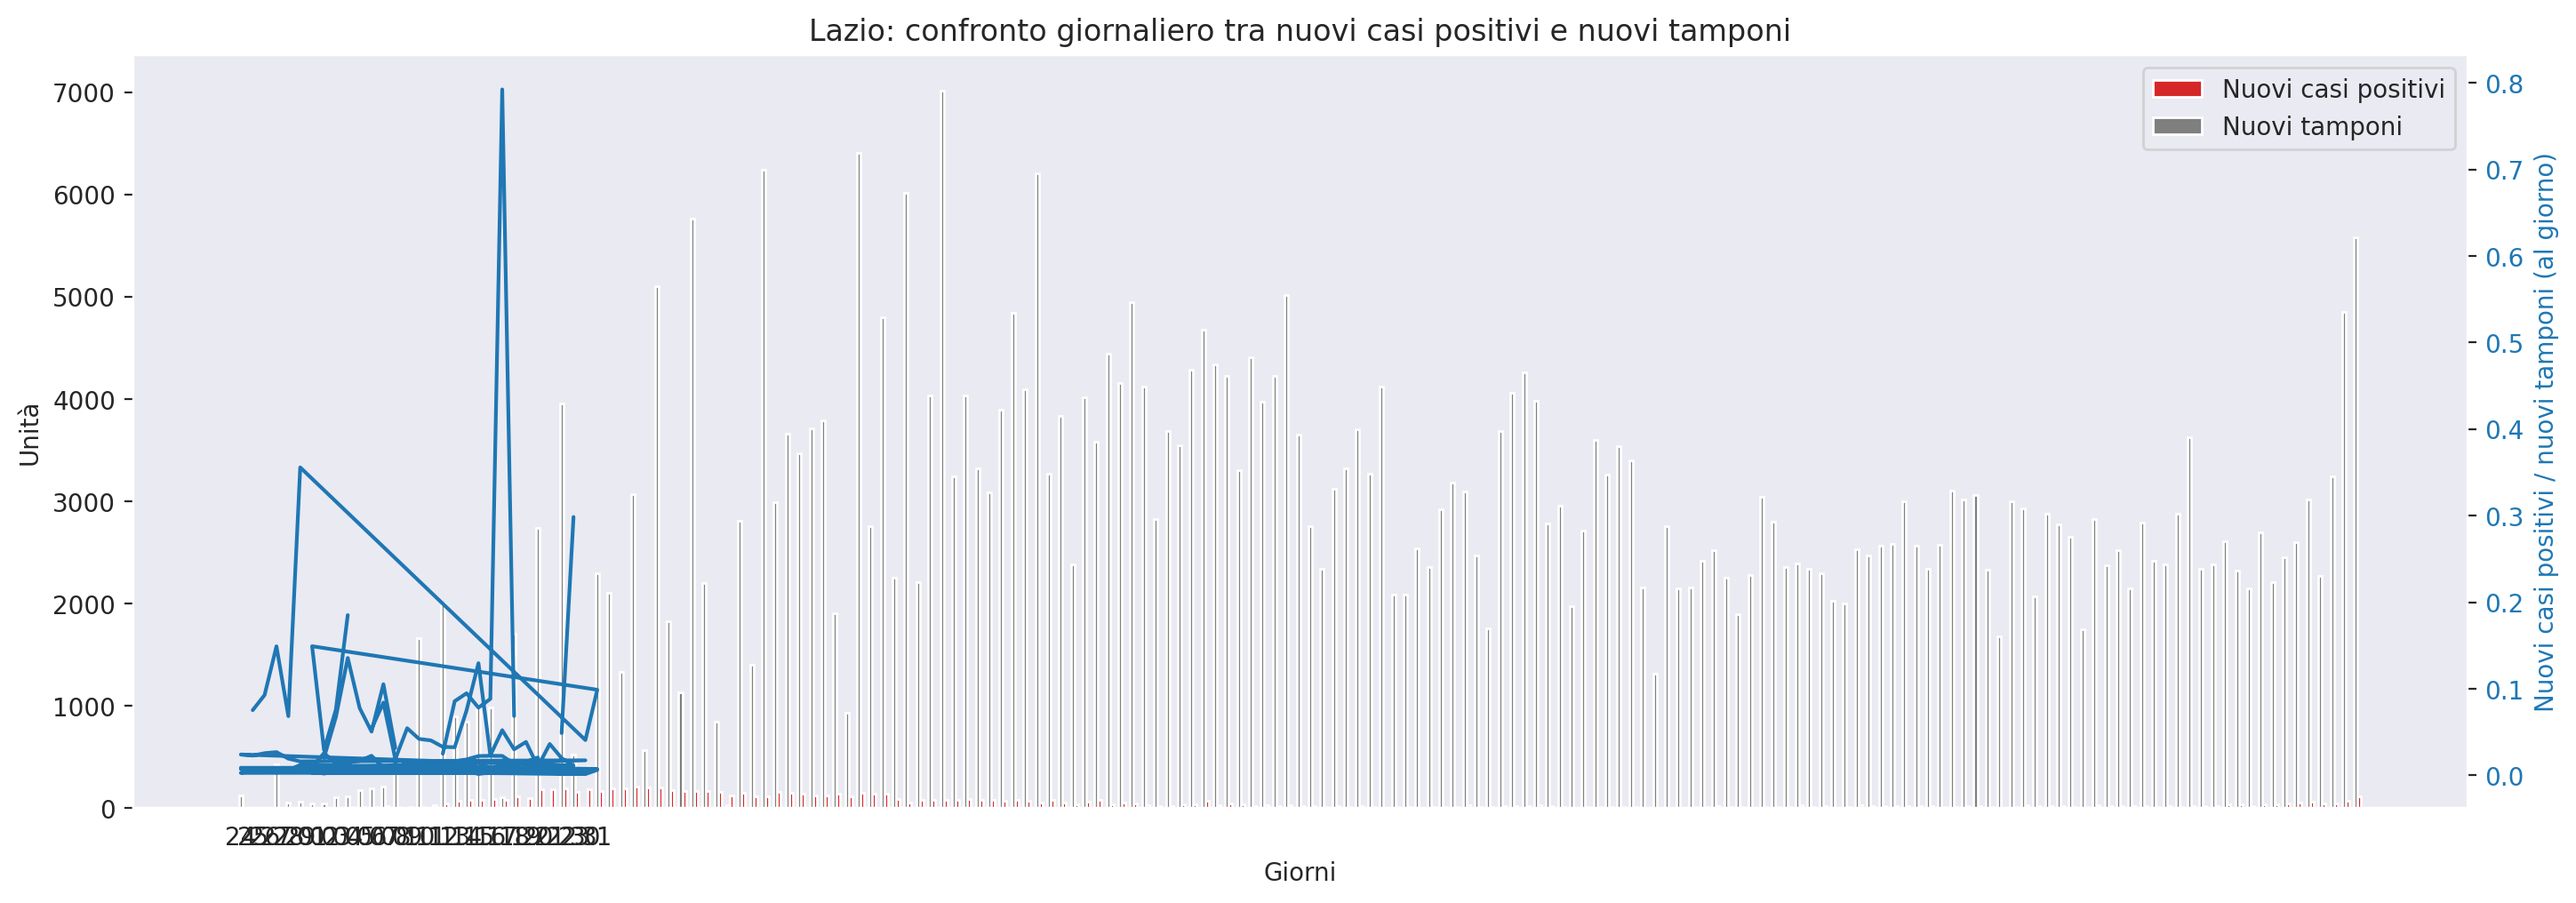 Lazio: confronto giornaliero tra nuovi casi positivi e nuovi tamponi
Nuovi casi positivi
Nuovi tamponi
7000
6000
5000
4000
3000
2000
1000
0
Unità
0.8
0.7
0.6
0.5
0.4
0.3
0.2
0.1
0.0
Nuovi casi positivi / nuovi tamponi (al giorno)
Giorni